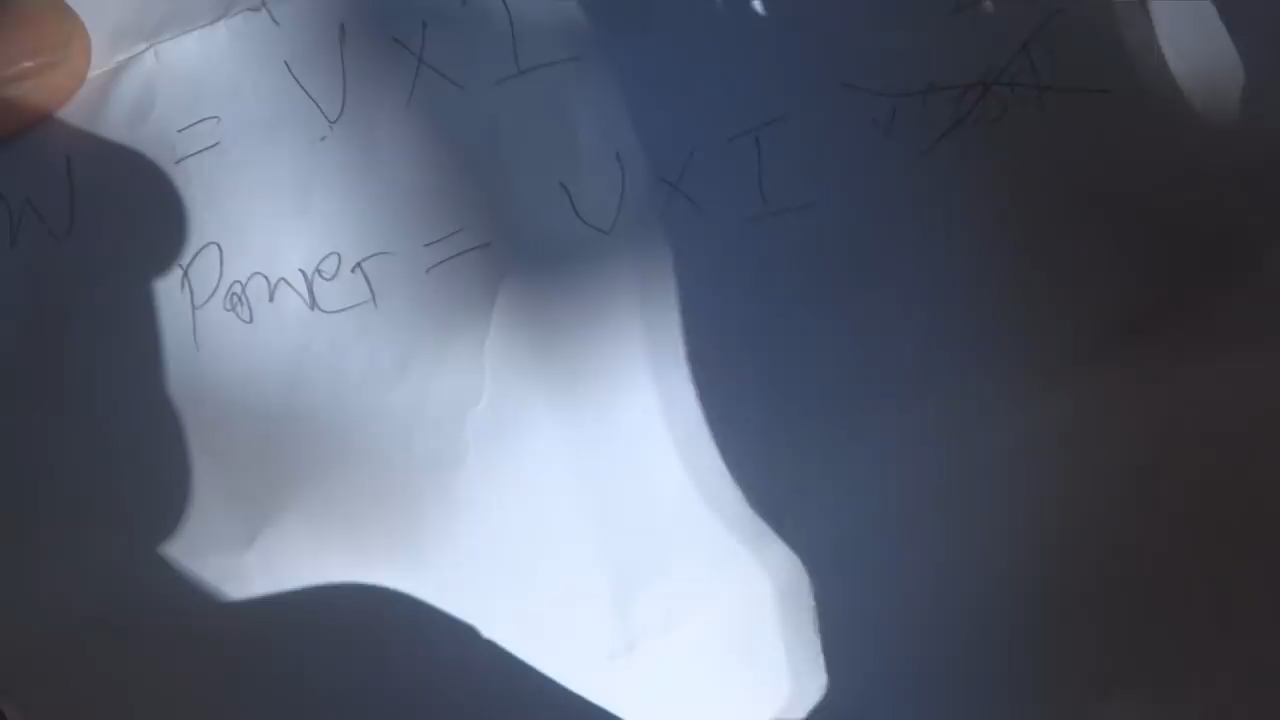 W = V × I
Power = V × I